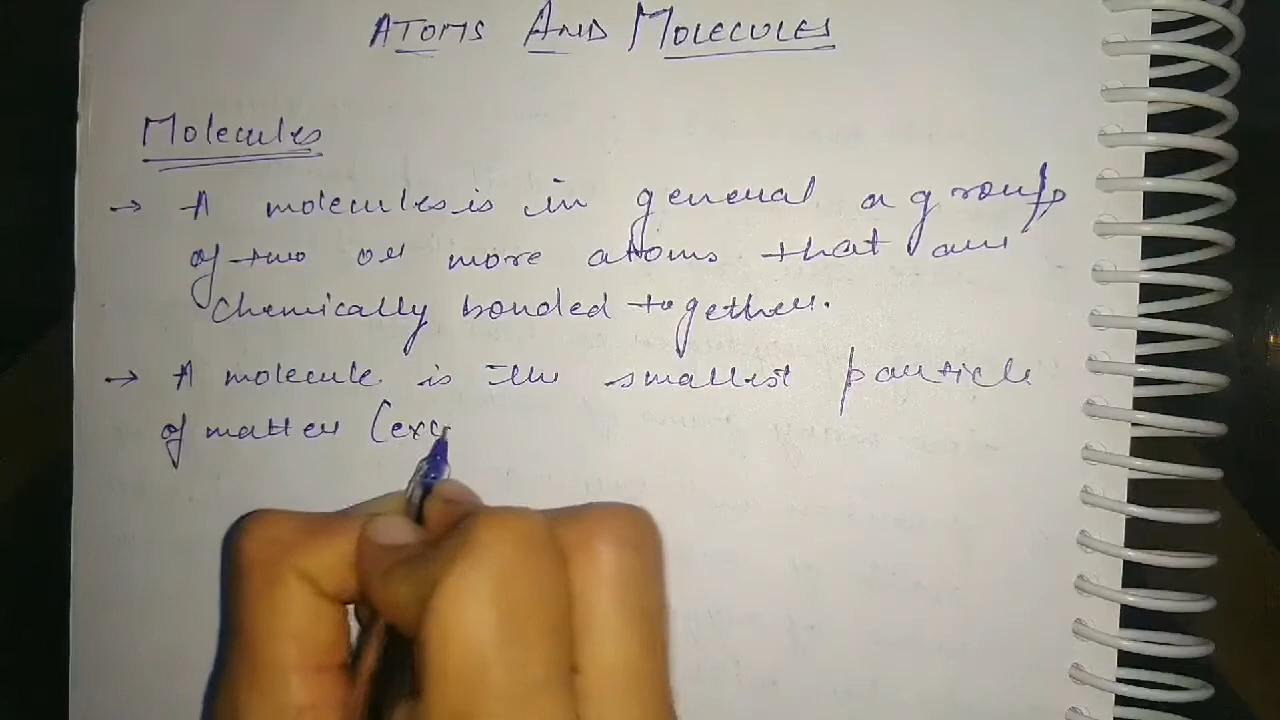 ATOMS AND MOLECULES
Molecules
→ A molecules is in general a group
of two or more atoms that are
chemically bonded together.
→ A molecule is the smallest particle
of matter (exc